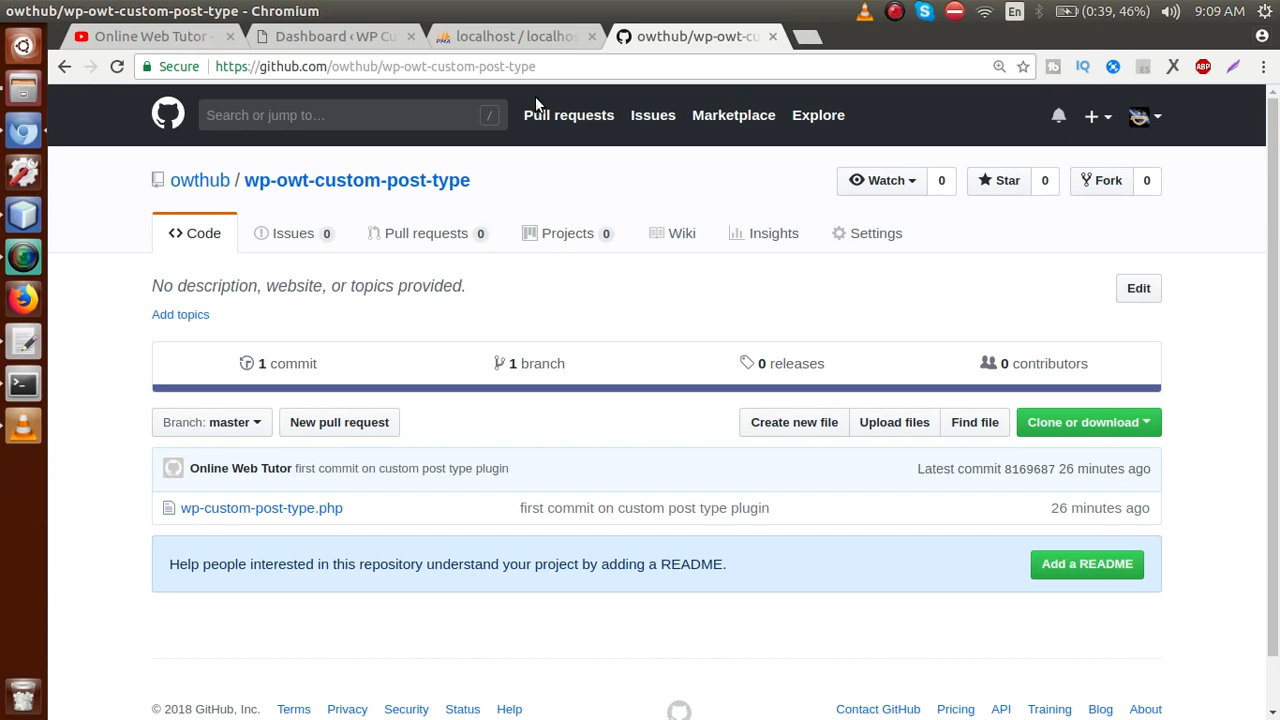 owthub/wp-owt-custom-post-type - Chromium
En (0:39, 46%) 9:09 AM
Online Web Tutor - Dashboard ‹ WP Cu localhost / localhos owthub/wp-owt-cu
Secure https://github.com/owthub/wp-owt-custom-post-type
Search or jump to… / Pull requests Issues Marketplace Explore
owthub / wp-owt-custom-post-type
Watch 0 Star 0 Fork 0
Code Issues 0 Pull requests 0 Projects 0 Wiki Insights Settings
No description, website, or topics provided.
Edit
Add topics
1 commit 1 branch 0 releases 0 contributors
Branch: master New pull request Create new file Upload files Find file Clone or download
Online Web Tutor first commit on custom post type plugin Latest commit 8169687 26 minutes ago
wp-custom-post-type.php first commit on custom post type plugin 26 minutes ago
Help people interested in this repository understand your project by adding a README. Add a README
© 2018 GitHub, Inc. Terms Privacy Security Status Help Contact GitHub Pricing API Training Blog About